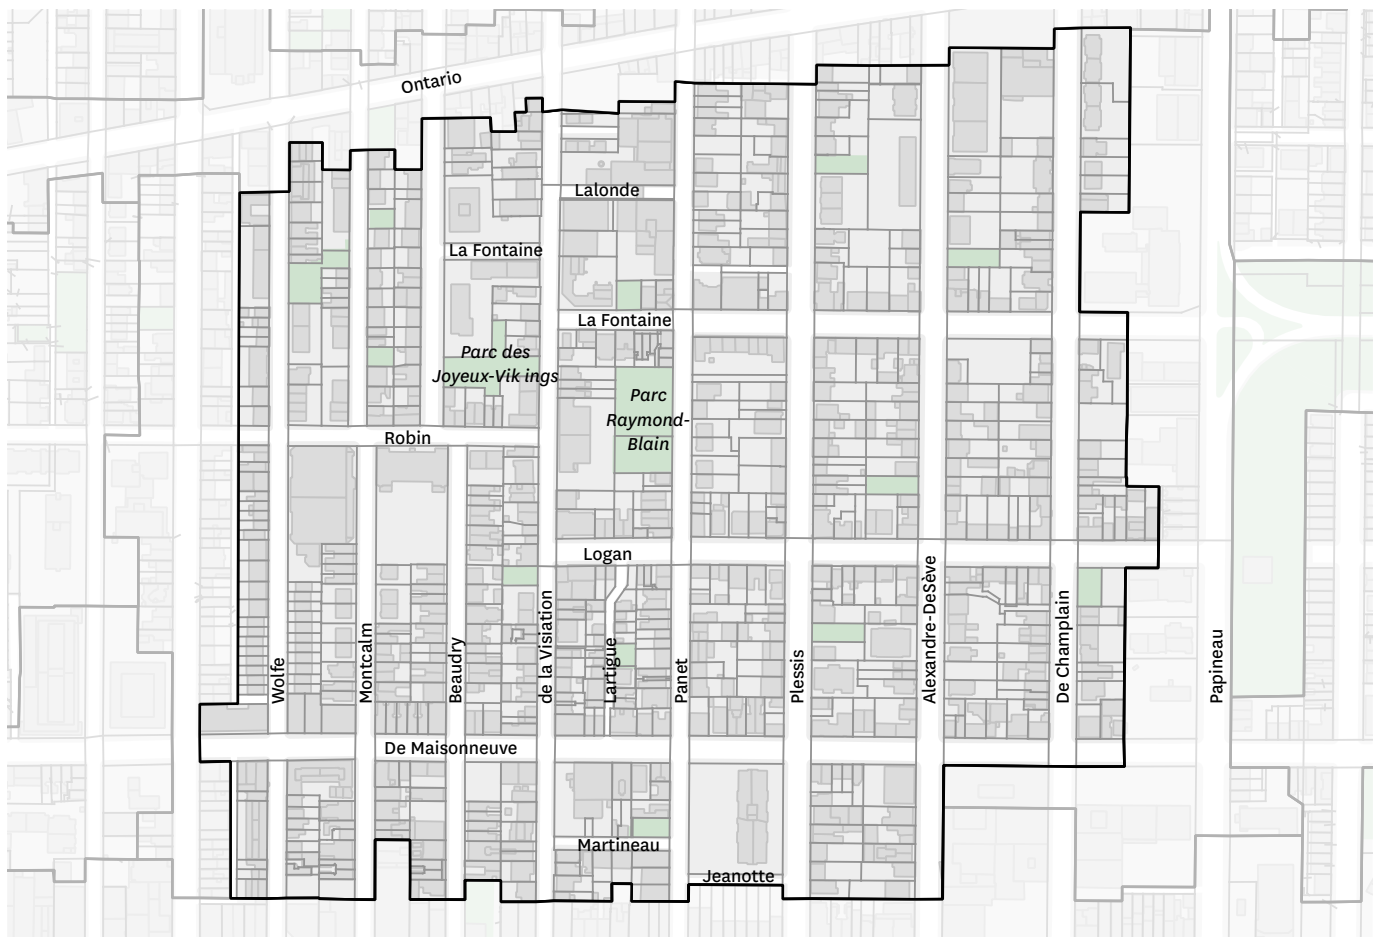 Ontario
Lalonde
La Fontaine
La Fontaine
Parc des
Joyeux-Vik ings
Parc
Raymond-
Blain
Robin
Logan
Wolfe
Montcalm
Beaudry
de la Visiation
Lartigue
Panet
Plessis
Alexandre-DeSève
De Champlain
Papineau
De Maisonneuve
Martineau
Jeanotte